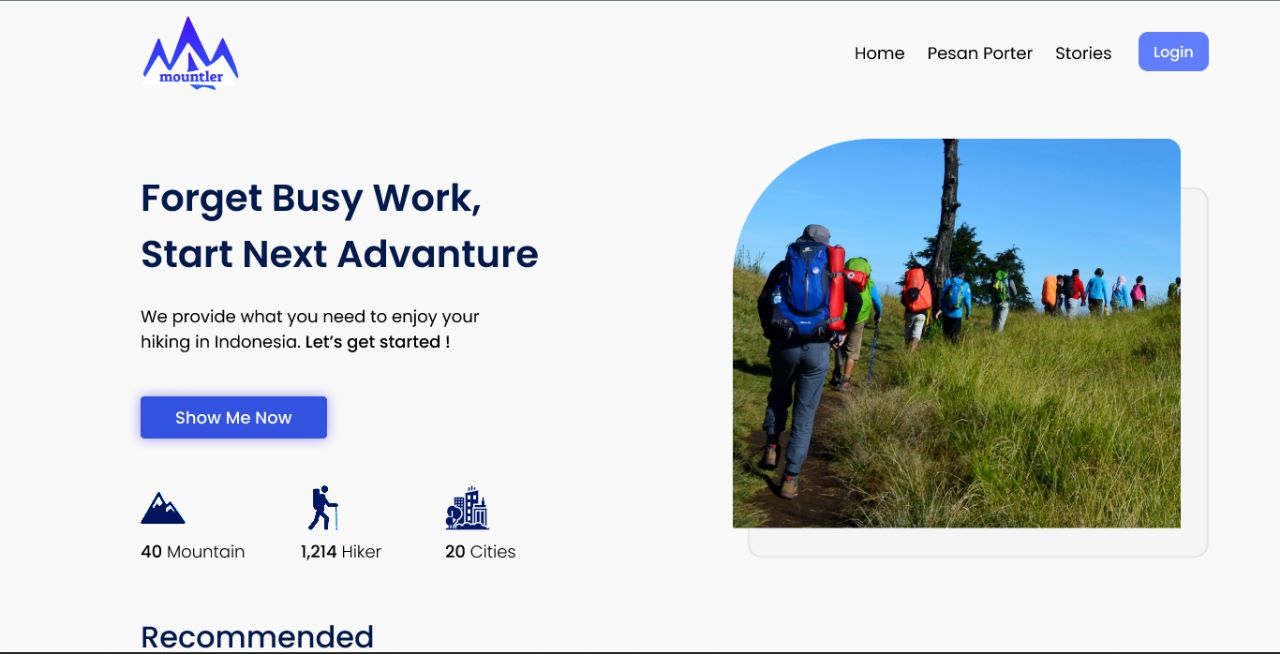 mountler
Home Pesan Porter Stories Login
Forget Busy Work,
Start Next Advanture
We provide what you need to enjoy your
hiking in Indonesia. Let’s get started !
Show Me Now
40 Mountain 1,214 Hiker 20 Cities
Recommended